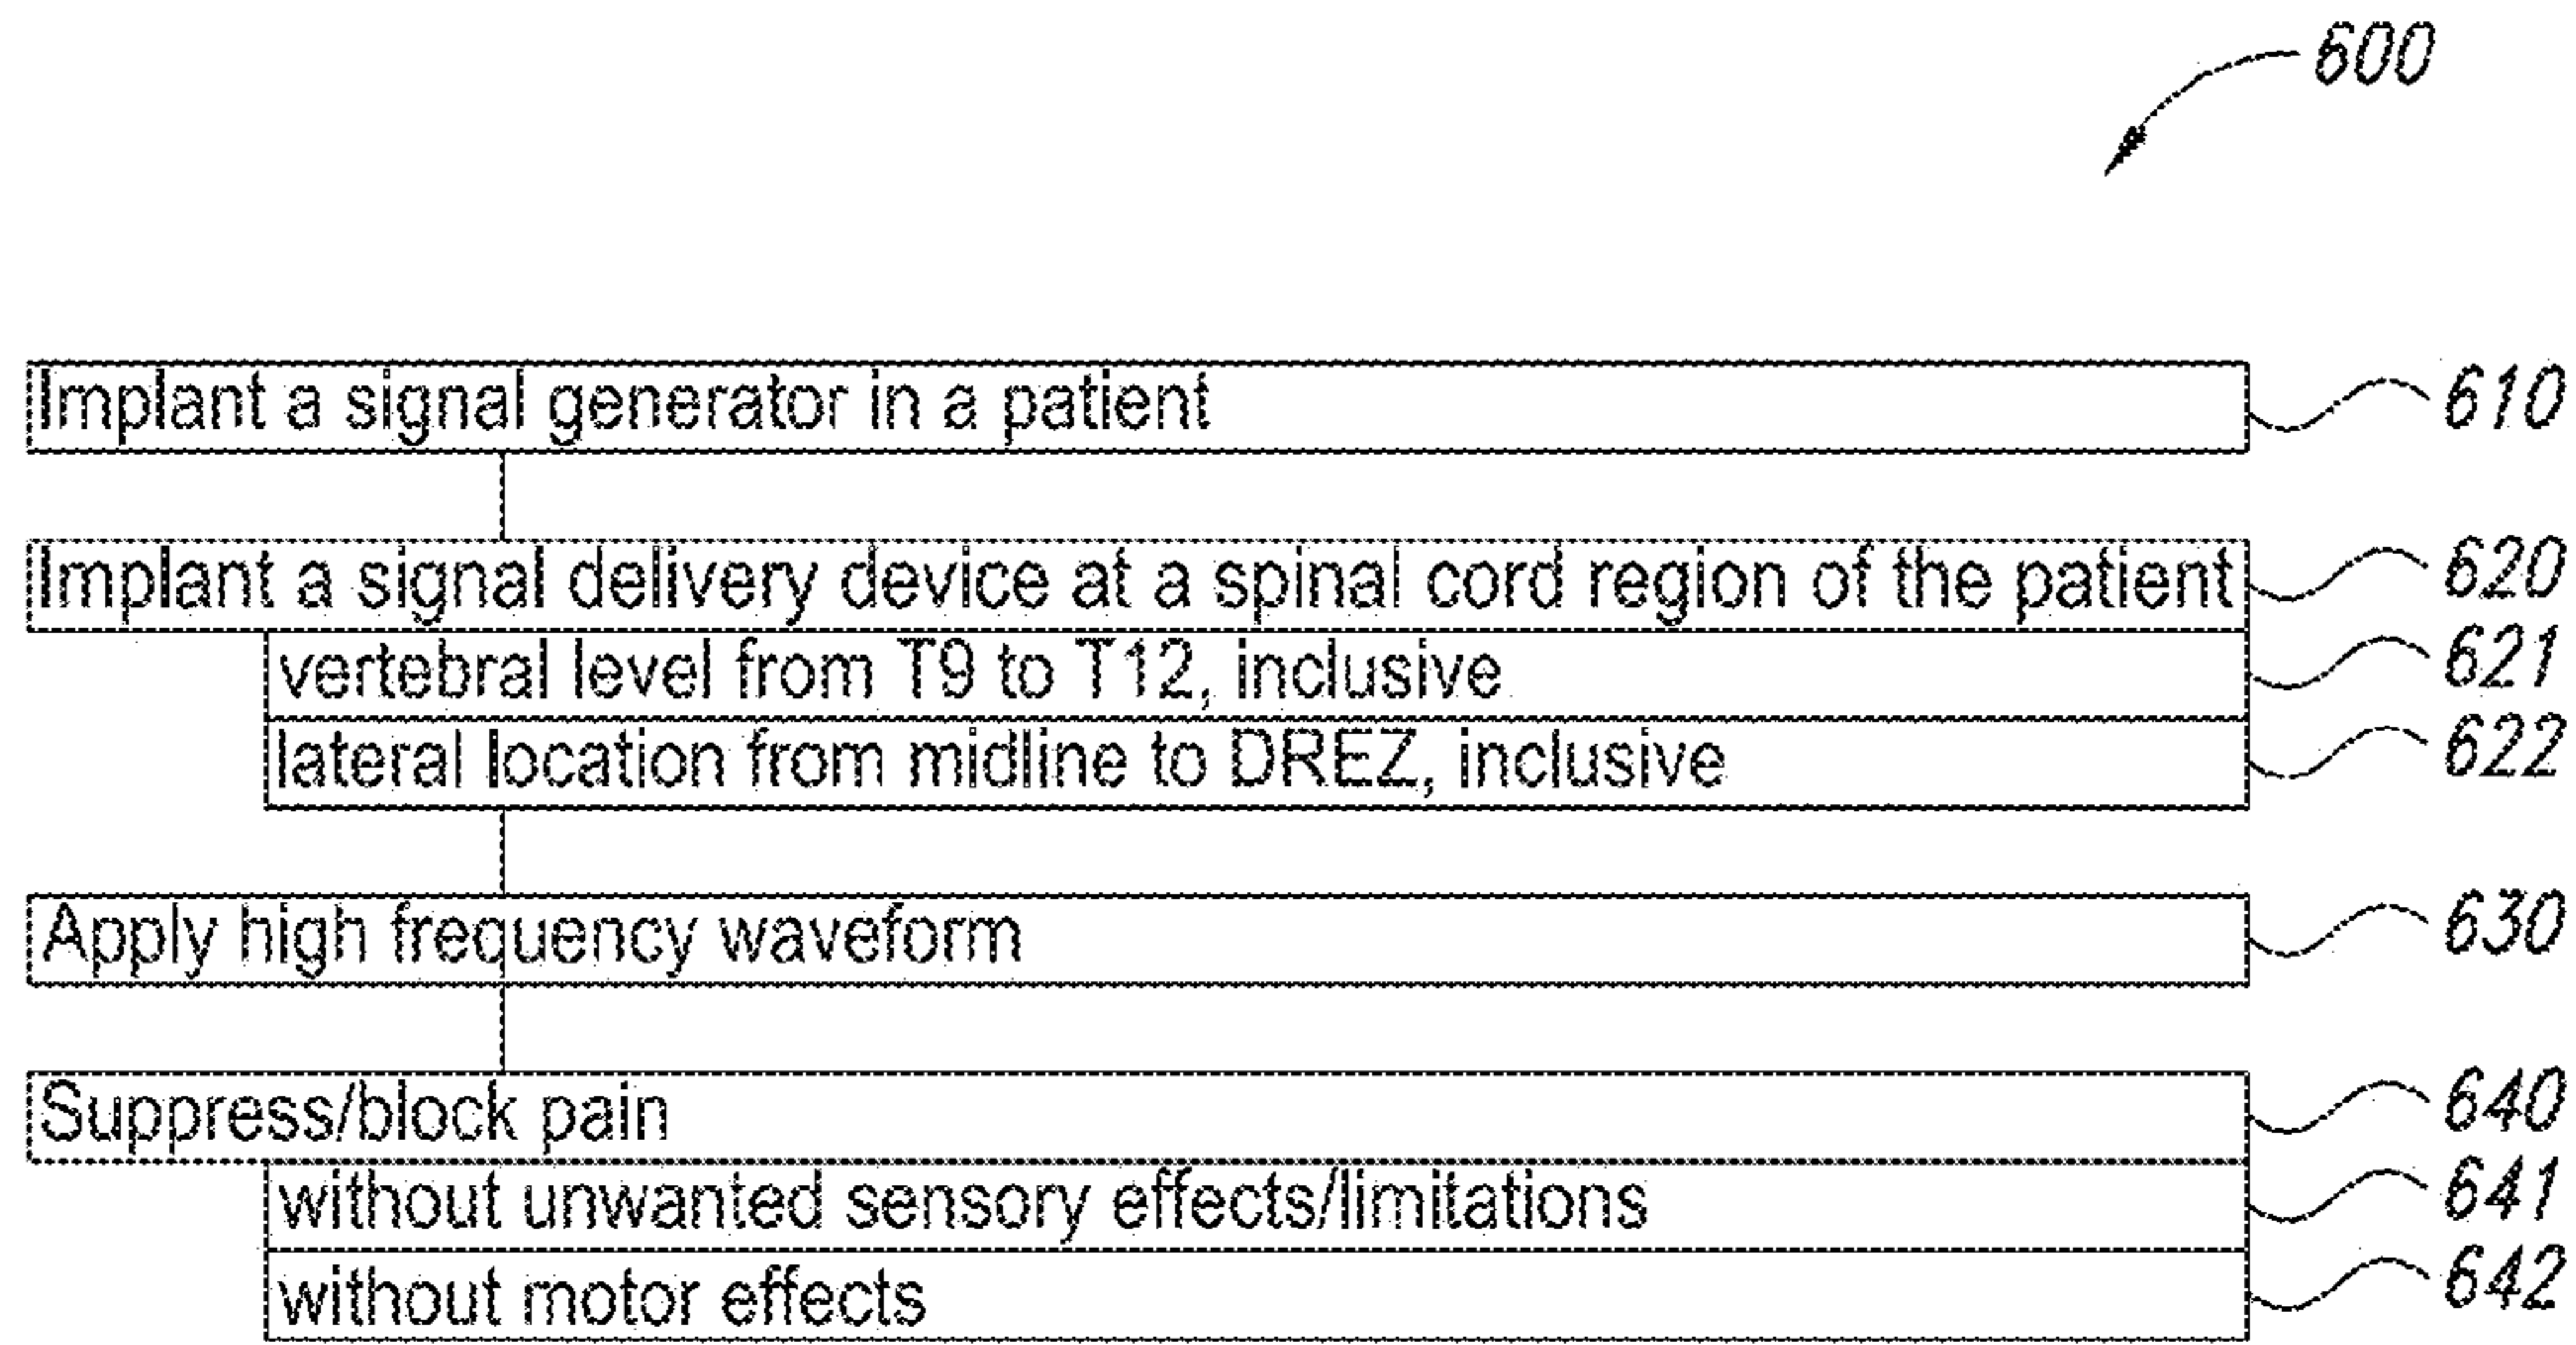 600
Implant a signal generator in a patient 610
Implant a signal delivery device at a spinal cord region of the patient 620
vertebral level from T9 to T12, inclusive 621
lateral location from midline to DREZ, inclusive 622
Apply high frequency waveform 630
Suppress/block pain 640
without unwanted sensory effects/limitations 641
without motor effects 642